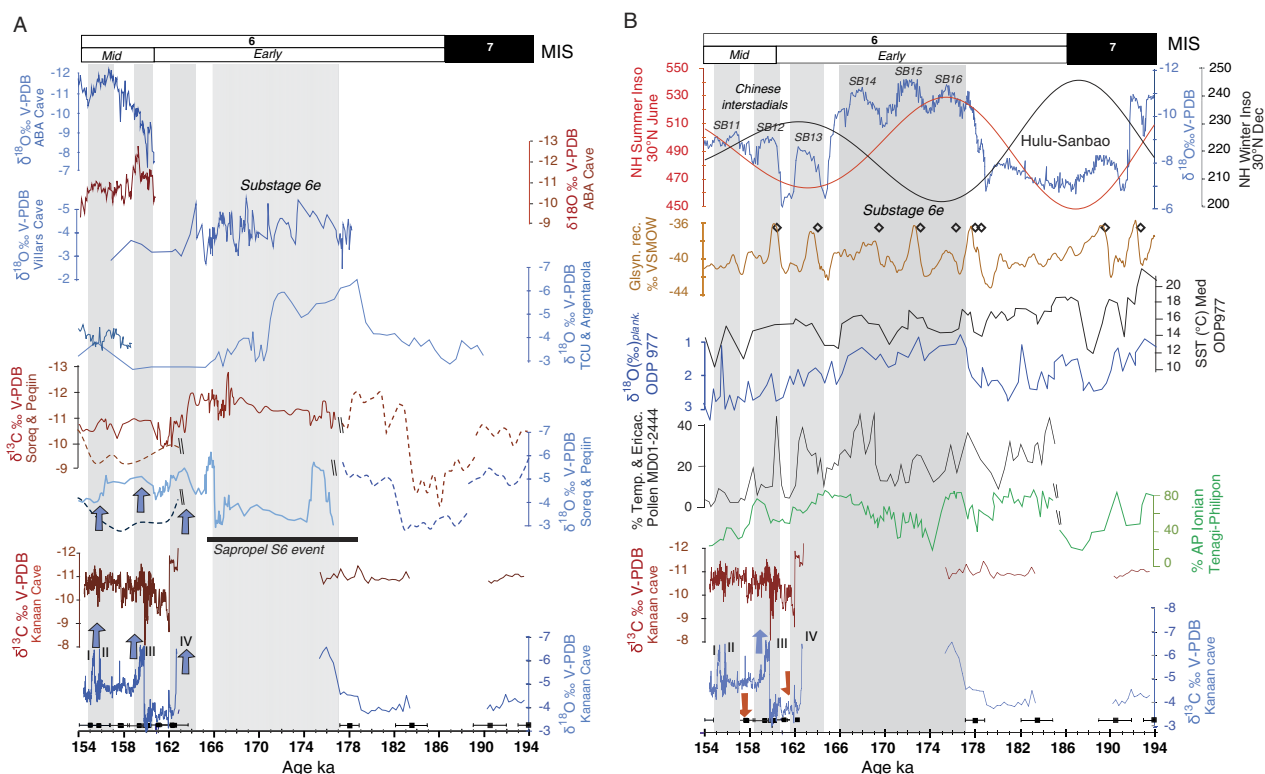 A
6
7
MIS
Mid
Early
-12
-11
-10
-9
-8
-7
δ18O ‰ V-PDB
ABA Cave
-13
-12
-11
-10
-9
δ18O ‰ V-PDB
ABA Cave
Substage 6e
-5
-4
-3
-2
δ18O ‰ V-PDB
Villars Cave
-7
-6
-5
-4
-3
δ18O ‰ V-PDB
TCU & Argentarola
-13
-12
-11
-10
-9
δ13C ‰ V-PDB
Soreq & Peqiin
-7
-6
-5
-4
-3
δ18O ‰ V-PDB
Soreq & Peqiin
Sapropel S6 event
-12
-11
-10
-9
-8
δ13C ‰ V-PDB
Kanaan Cave
I
II
III
IV
-7
-6
-5
-4
-3
δ18O ‰ V-PDB
Kanaan Cave
154 158 162 166 170 174 178 182 186 190 194
Age ka
B
6
7
MIS
Mid
Early
550
530
510
490
470
450
NH Summer Inso
30°N June
Chinese
interstadials
SB11
SB12
SB13
SB14
SB15
SB16
Hulu-Sanbao
-12
-10
-8
-6
δ18O‰ V-PDB
250
240
230
220
210
200
NH Winter Inso
30°N Dec
Substage 6e
-36
-40
-44
Glsyn. rec.
‰ VSMOW
20
18
16
14
12
10
SST (°C) Med
ODP977
1
2
3
δ18O(‰)plank.
ODP 977
40
20
0
% Temp. & Ericac.
Pollen MD01-2444
80
40
0
% AP Ionian
Tenagi-Philipon
-12
-11
-10
-9
-8
δ13C ‰ V-PDB
Kanaan cave
I
II
III
IV
-8
-7
-6
-5
-4
-3
δ13C ‰ V-PDB
Kanaan cave
154 158 162 166 170 174 178 182 186 190 194
Age ka